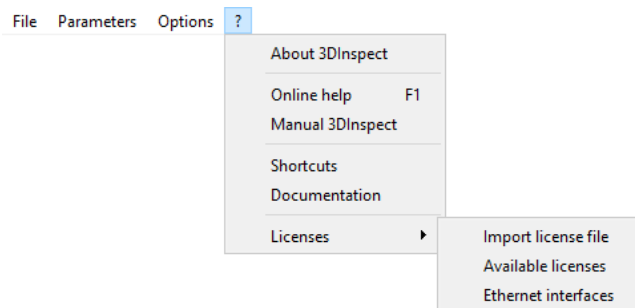 File Parameters Options ?
About 3DInspect
Online help F1
Manual 3DInspect
Shortcuts
Documentation
Licenses
Import license file
Available licenses
Ethernet interfaces